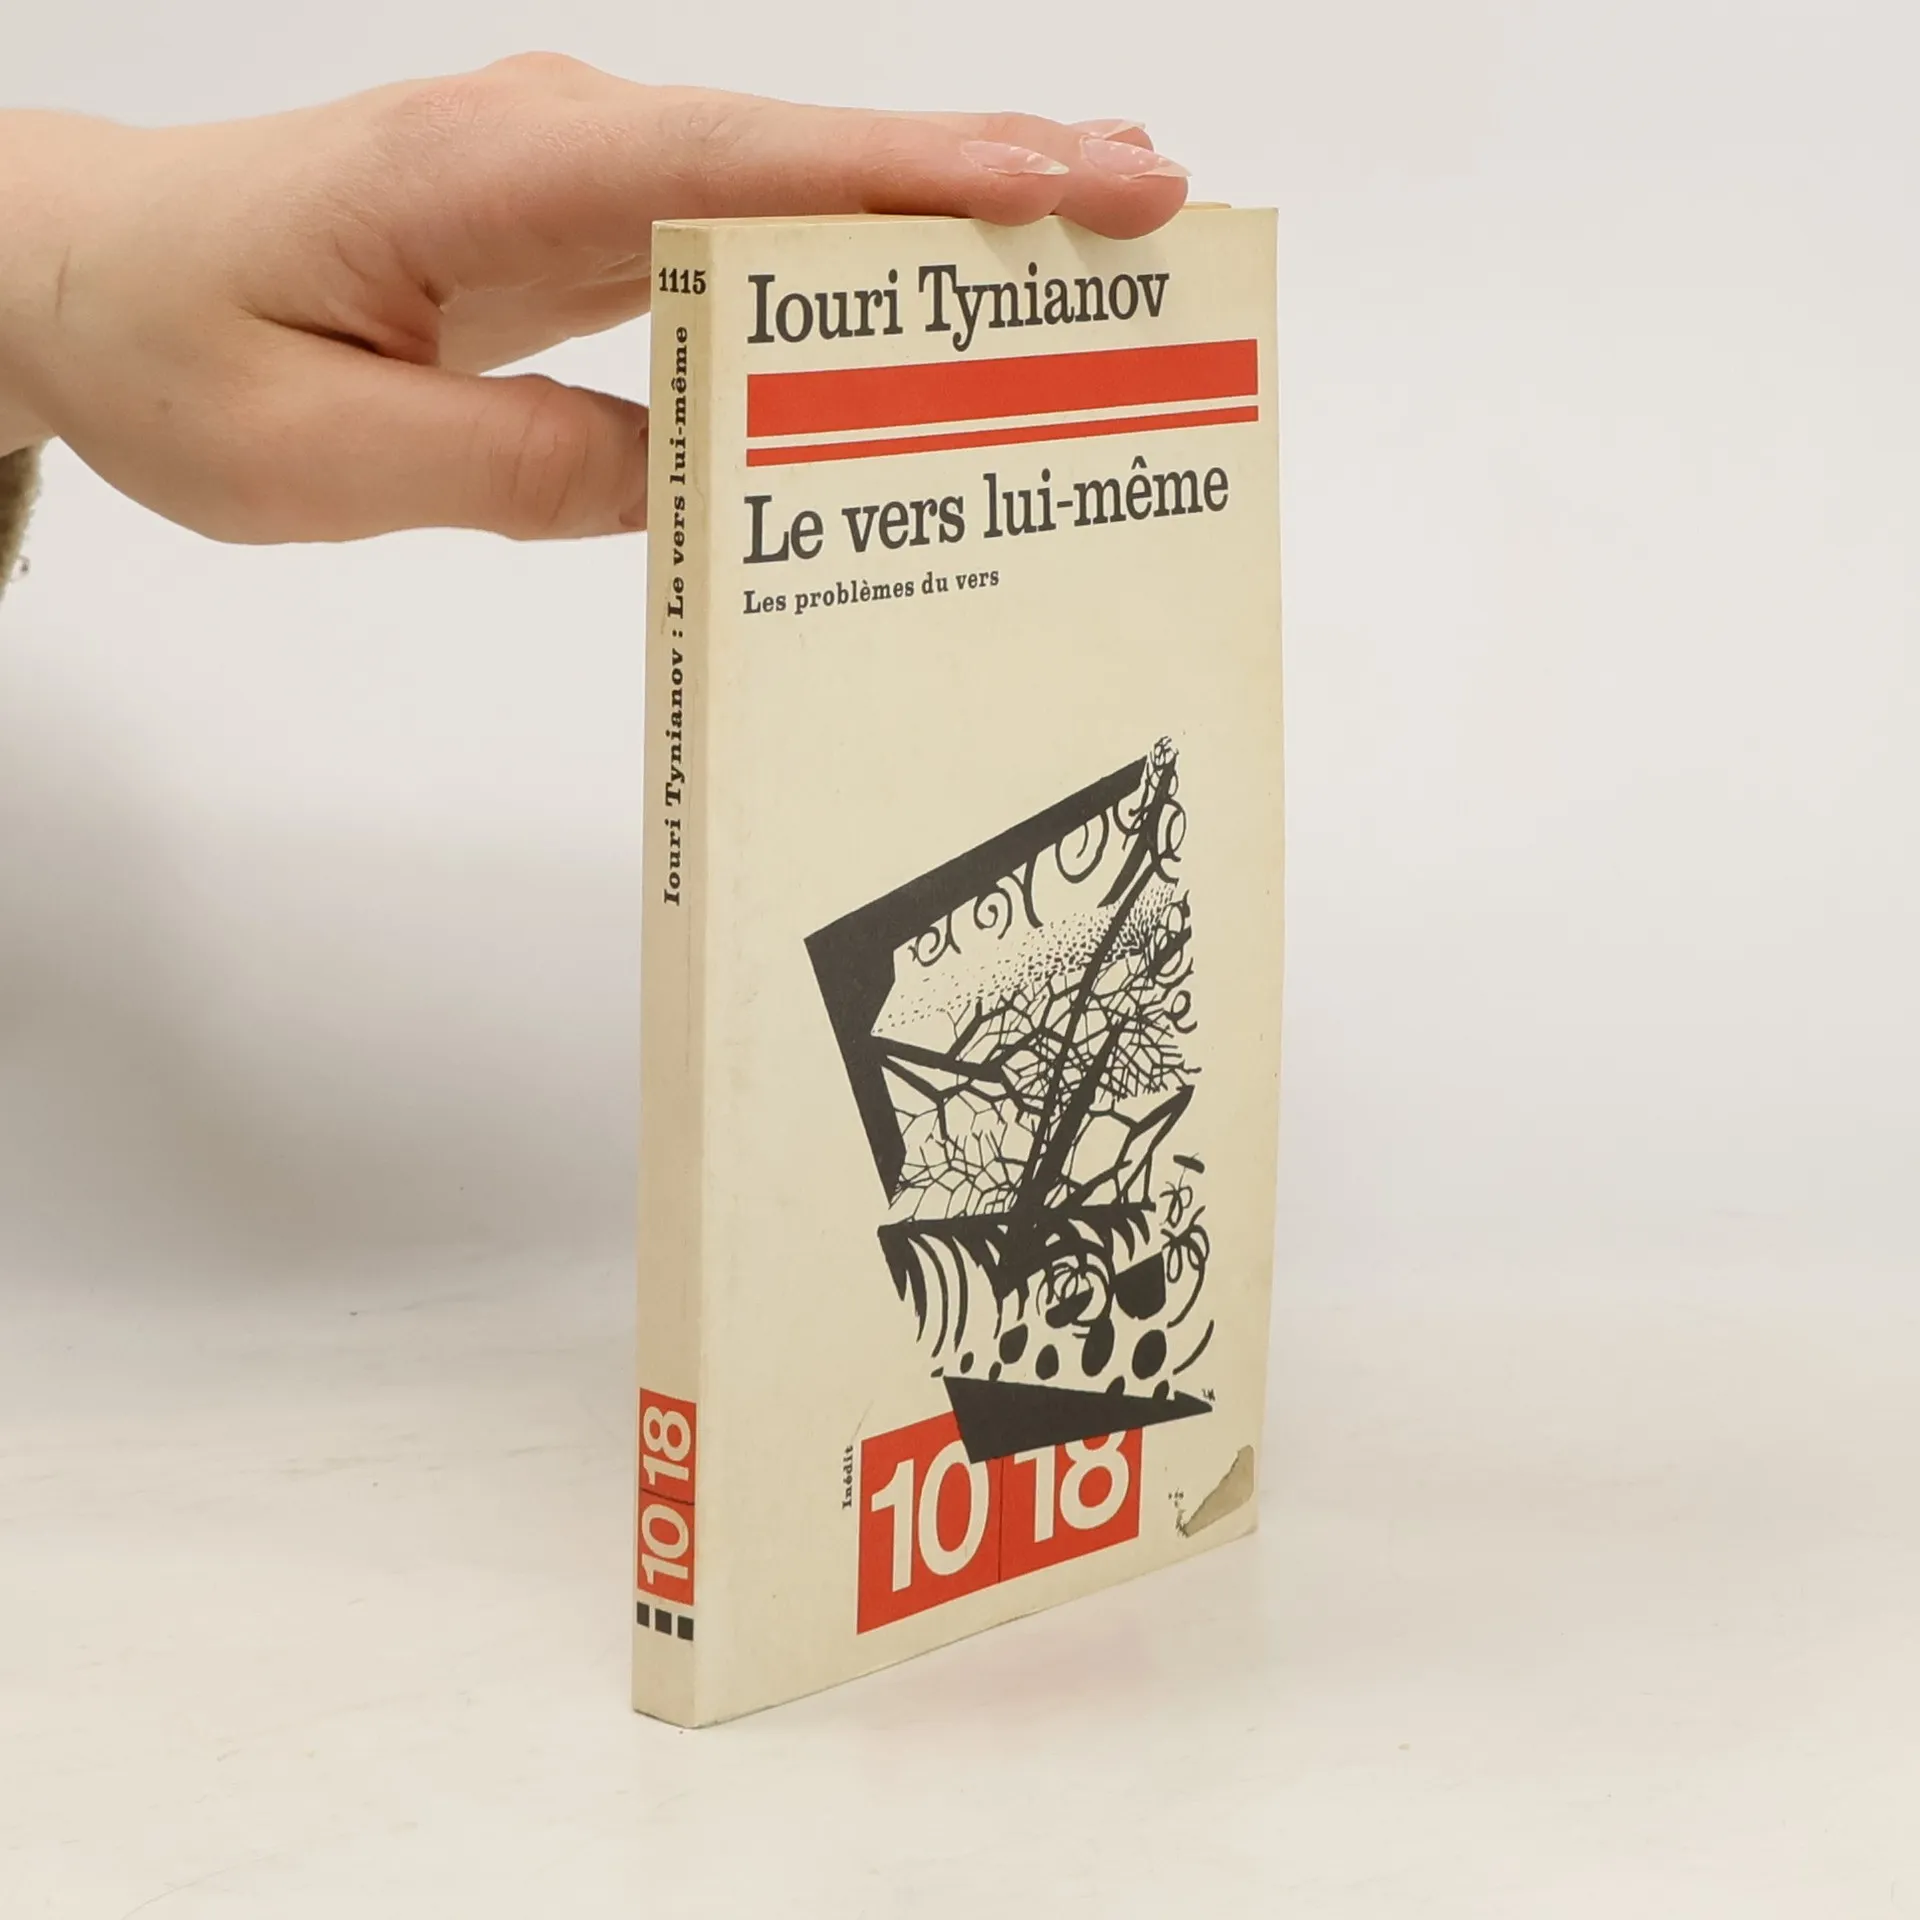 Iouri Tynianov
Le vers lui-même
Les problèmes du vers
Inédit
10 18
1115
Iouri Tynianov : Le vers lui-même
10 18